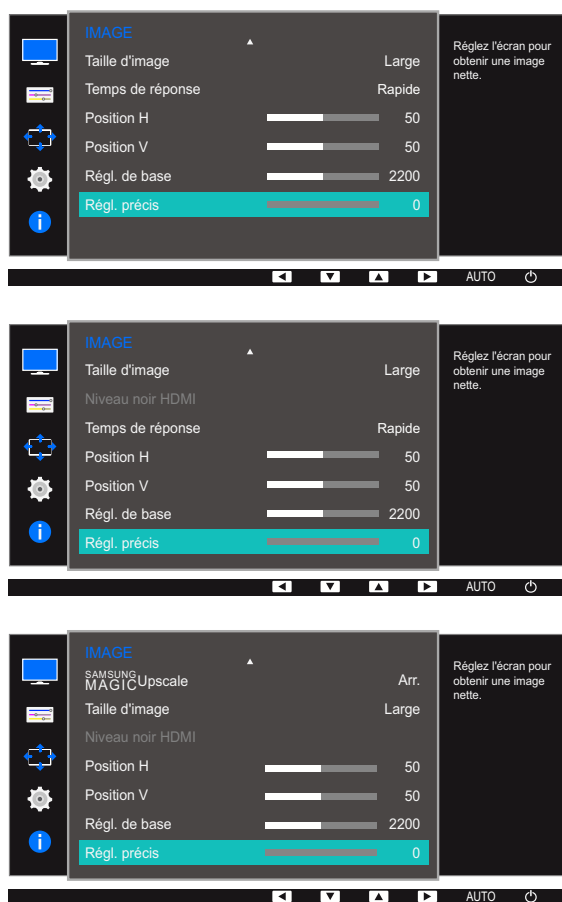 IMAGE
Taille d'image Large
Temps de réponse Rapide
Position H 50
Position V 50
Régl. de base 2200
Régl. précis 0
Réglez l'écran pour
obtenir une image
nette.
AUTO
IMAGE
Taille d'image Large
Niveau noir HDMI
Temps de réponse Rapide
Position H 50
Position V 50
Régl. de base 2200
Régl. précis 0
Réglez l'écran pour
obtenir une image
nette.
AUTO
IMAGE
SAMSUNG
MAGICUpscale Arr.
Taille d'image Large
Niveau noir HDMI
Position H 50
Position V 50
Régl. de base 2200
Régl. précis 0
Réglez l'écran pour
obtenir une image
nette.
AUTO